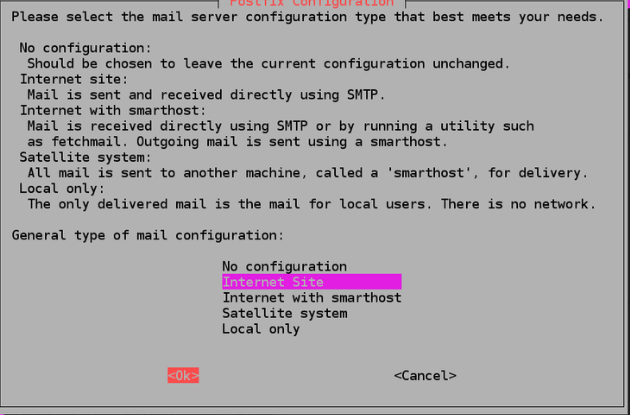 Postfix Configuration
Please select the mail server configuration type that best meets your needs.
No configuration:
Should be chosen to leave the current configuration unchanged.
Internet site:
Mail is sent and received directly using SMTP.
Internet with smarthost:
Mail is received directly using SMTP or by running a utility such
as fetchmail. Outgoing mail is sent using a smarthost.
Satellite system:
All mail is sent to another machine, called a 'smarthost', for delivery.
Local only:
The only delivered mail is the mail for local users. There is no network.
General type of mail configuration:
No configuration
Internet Site
Internet with smarthost
Satellite system
Local only
<Ok> <Cancel>